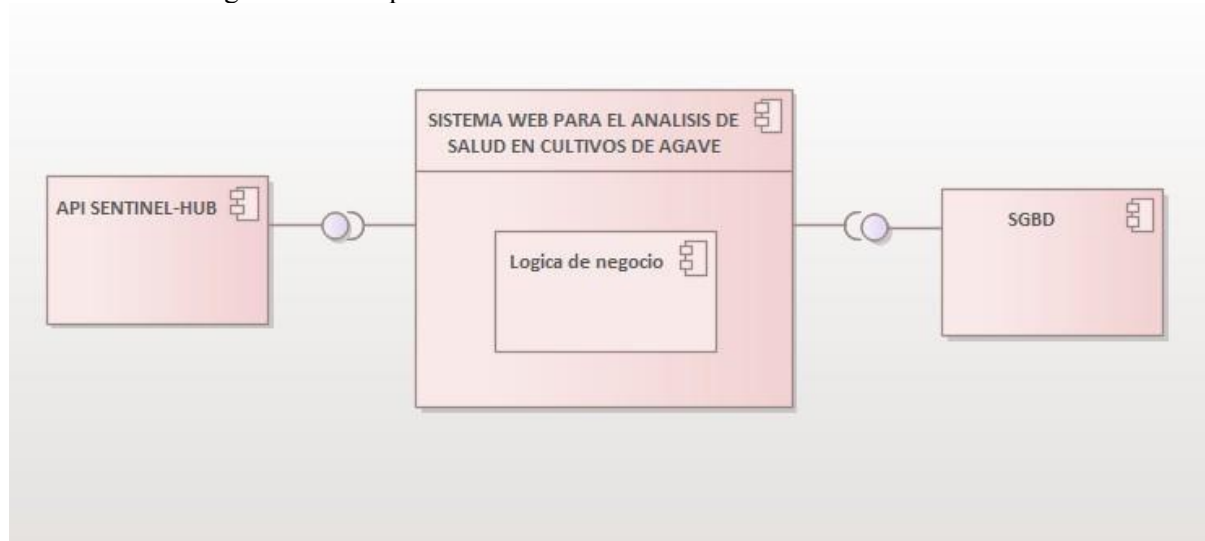 SISTEMA WEB PARA EL ANALISIS DE
SALUD EN CULTIVOS DE AGAVE
API SENTINEL-HUB
SGBD
Logica de negocio